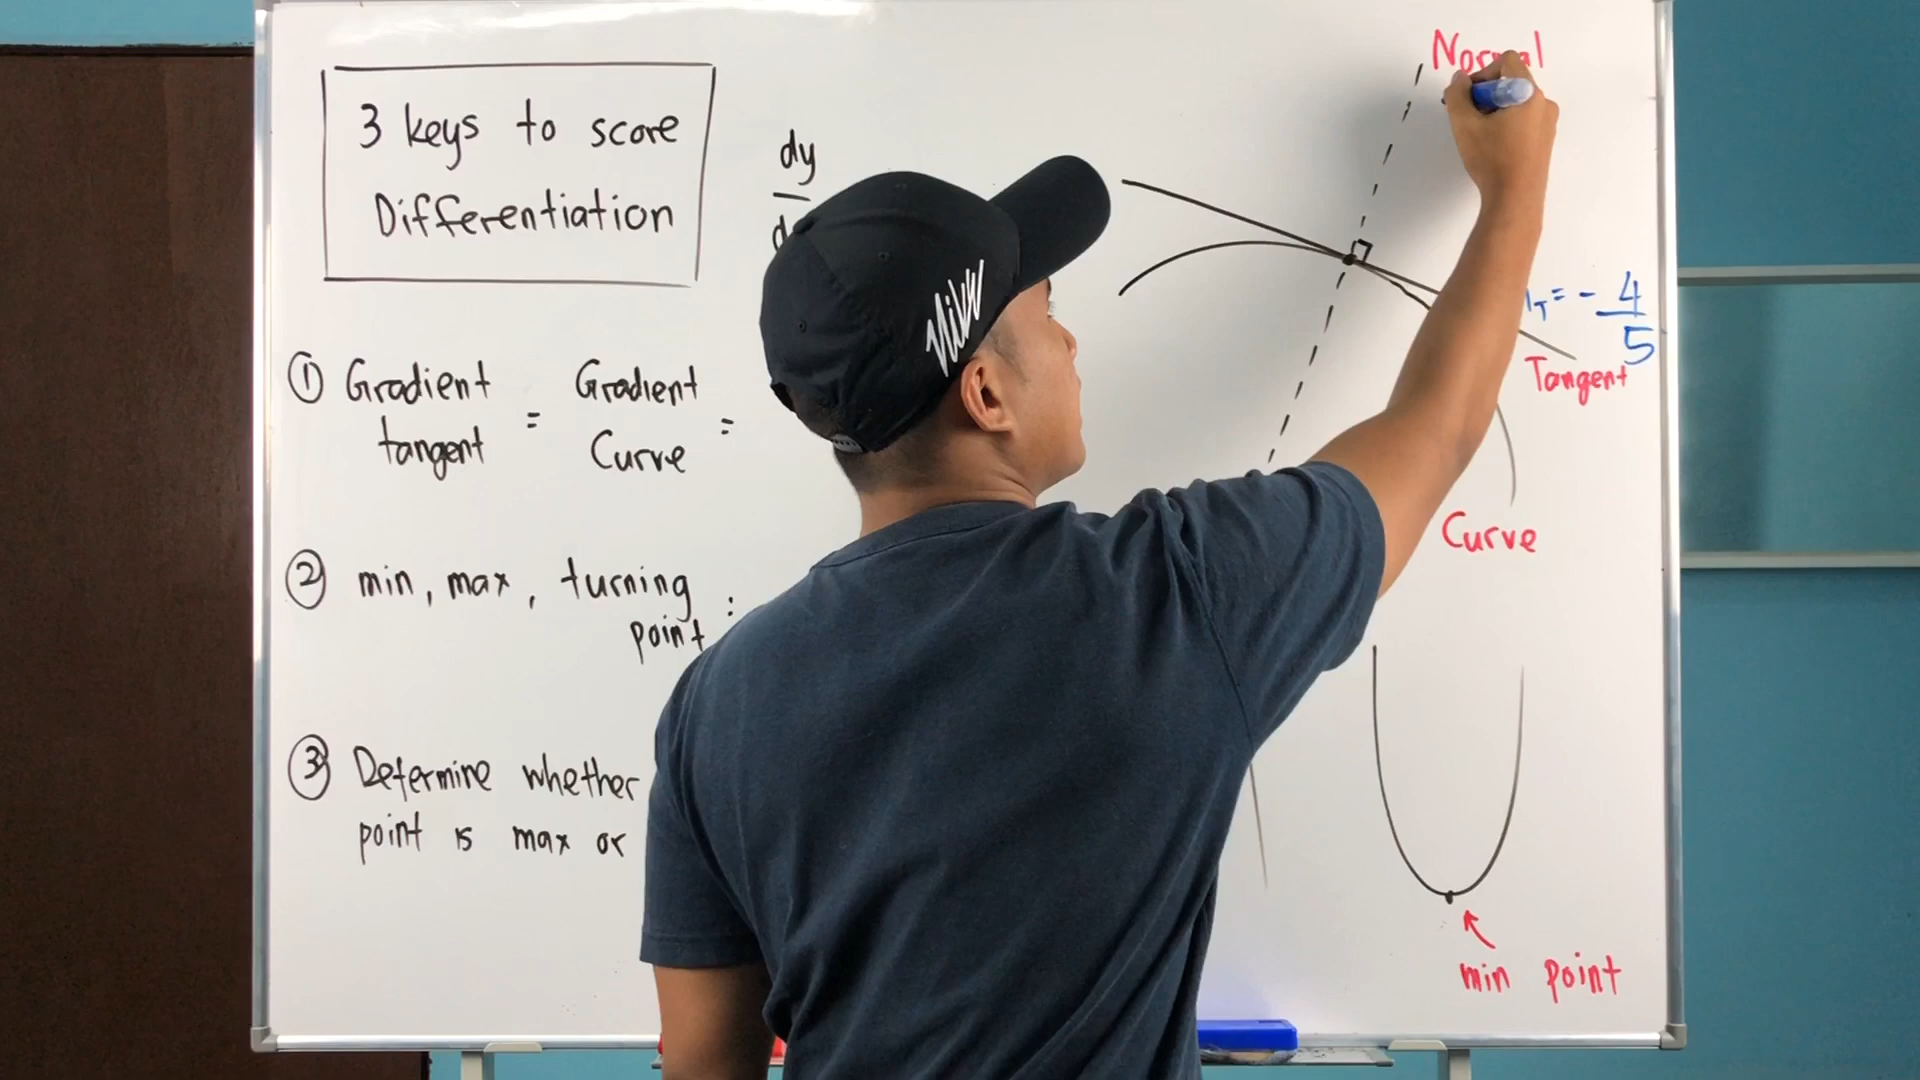 3 keys to score
Differentiation
dy
d
① Gradient tangent = Gradient Curve =
② min, max, turning point :
③ Determine whether
point is max or
Normal
T = - 4/5
Tangent
Curve
min point